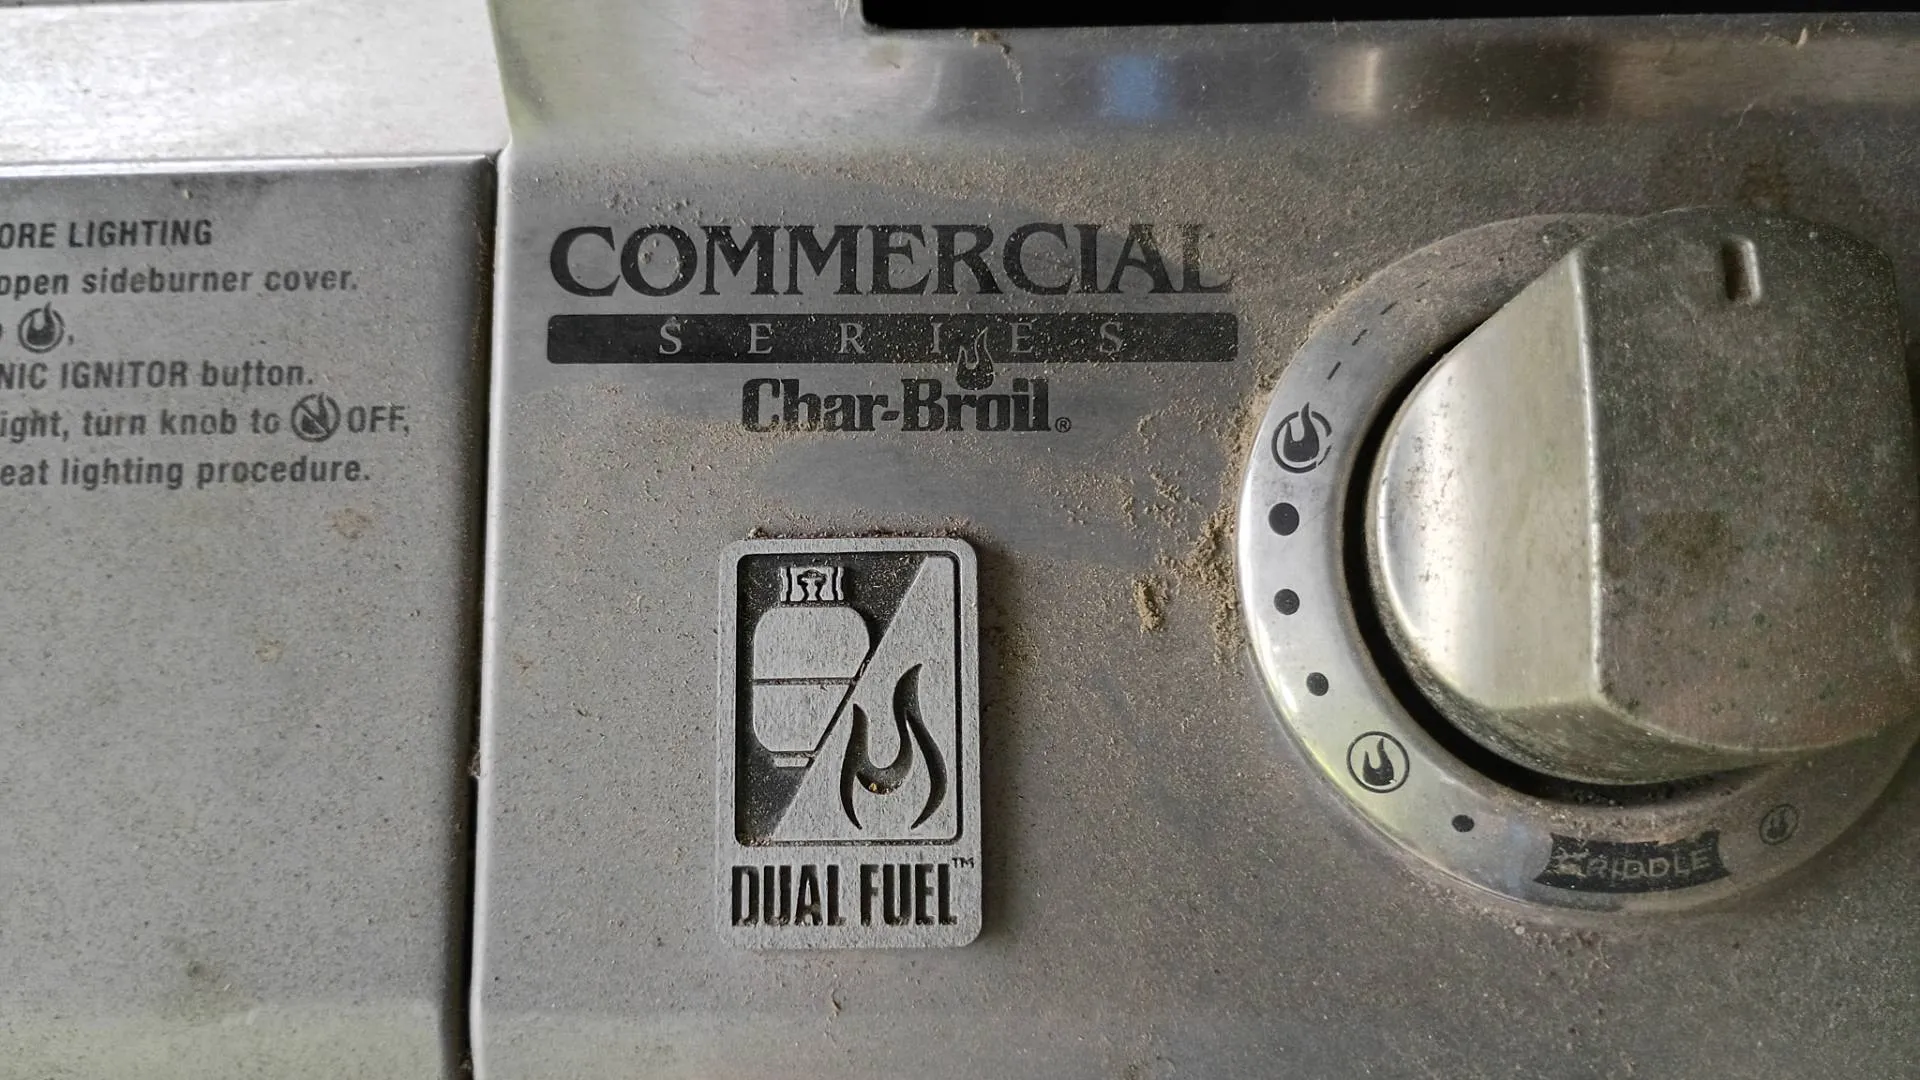 ORE LIGHTING
open sideburner cover.
NIC IGNITOR button.
ight, turn knob to OFF,
eat lighting procedure.
COMMERCIAL
SERIES
Char-Broil®
DUAL FUEL™
GRIDDLE